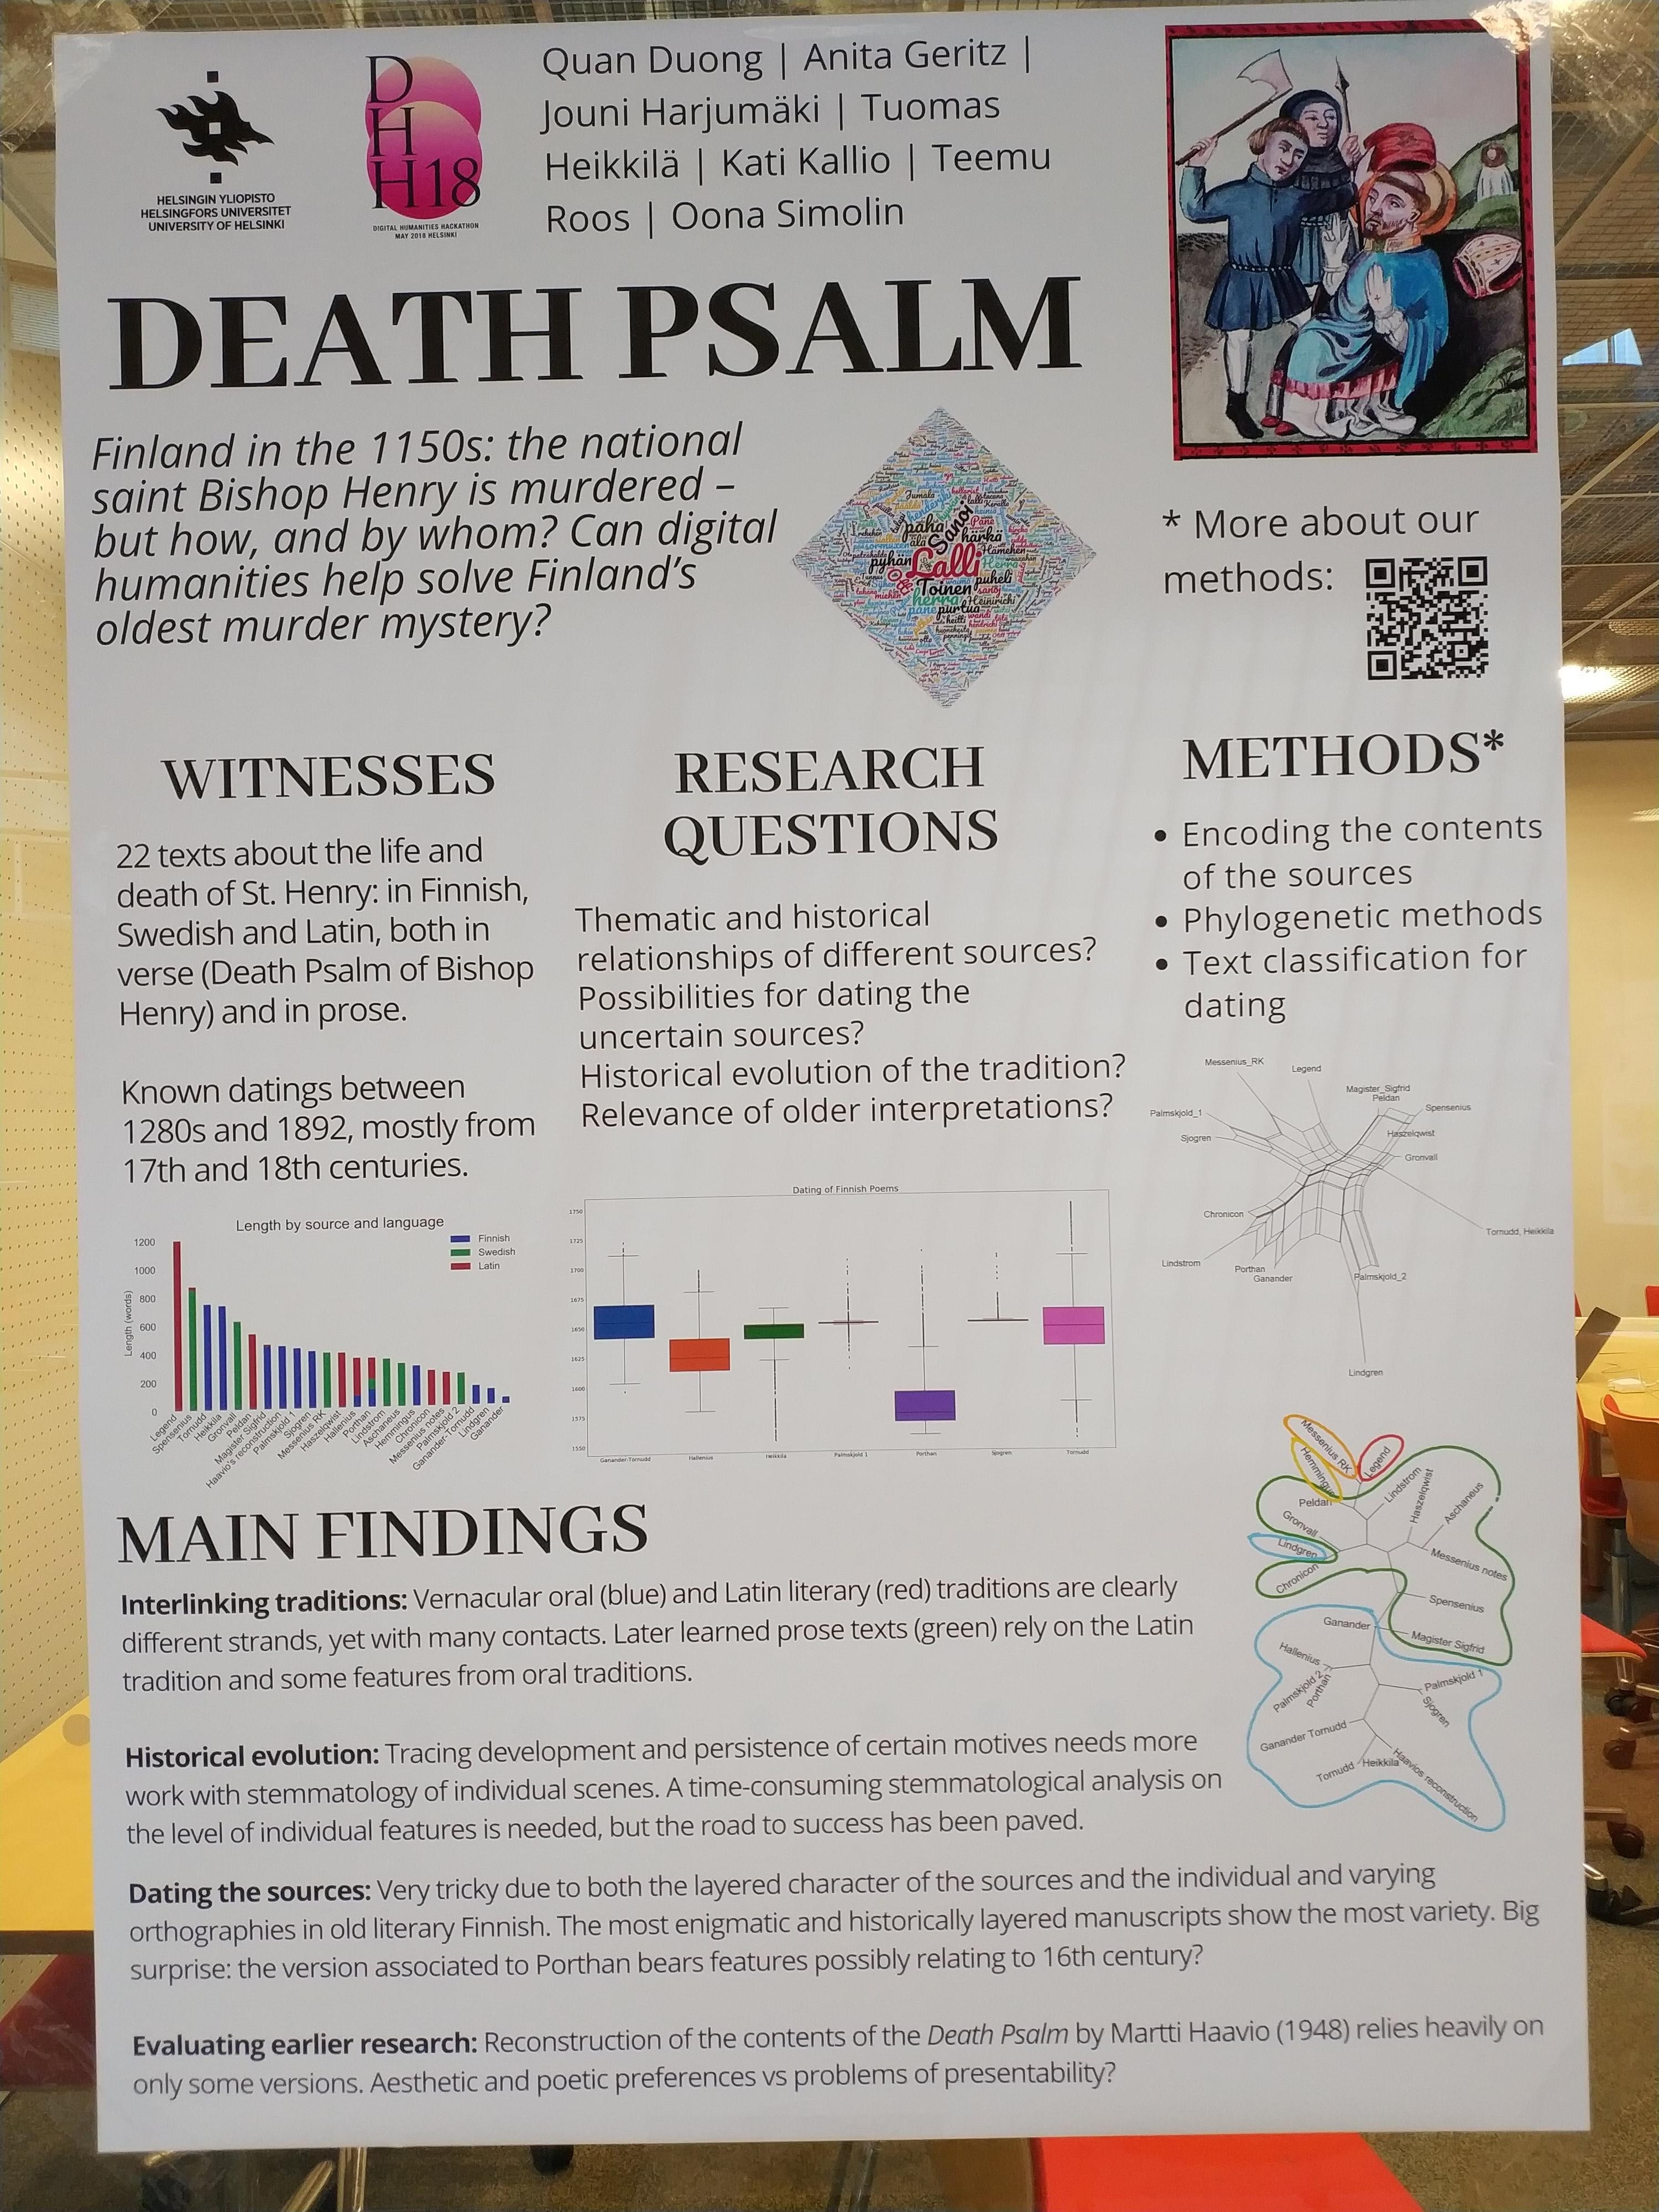 HELSINGIN YLIOPISTO
HELSINGFORS UNIVERSITET
UNIVERSITY OF HELSINKI
D
H
H18
DIGITAL HUMANITIES HACKATHON
MAY 2018 HELSINKI
Quan Duong | Anita Geritz |
Jouni Harjumäki | Tuomas
Heikkilä | Kati Kallio | Teemu
Roos | Oona Simolin
DEATH PSALM
Finland in the 1150s: the national
saint Bishop Henry is murdered –
but how, and by whom? Can digital
humanities help solve Finland's
oldest murder mystery?
Jumala
päha
Sanoi
härkä
Pane
pyhän
Lalli
Hämehen
Herra
Toinen
puheli
herra
Heinirichi
päne
purtua
* More about our
methods:
WITNESSES
22 texts about the life and
death of St. Henry: in Finnish,
Swedish and Latin, both in
verse (Death Psalm of Bishop
Henry) and in prose.
Known datings between
1280s and 1892, mostly from
17th and 18th centuries.
RESEARCH
QUESTIONS
Thematic and historical
relationships of different sources?
Possibilities for dating the
uncertain sources?
Historical evolution of the tradition?
Relevance of older interpretations?
METHODS*
• Encoding the contents
of the sources
• Phylogenetic methods
• Text classification for
dating
Length by source and language
Finnish
Swedish
Latin
Length (words)
1200
1000
800
600
400
200
0
Legend
Spensenius
Tornudd
Heikkila
Gronvall
Peldan
Magister Sigfrid
Haavio's reconstruction
Palmskjold 1
Sjogren
Messenius RK
Haszelqwist
Hallenius
Porthan
Lindstrom
Aschaneus
Hemmingus
Chronicon
Messenius notes
Palmskjold 2
Ganander-Tornudd
Lindgren
Ganander
Dating of Finnish Poems
1750
1725
1700
1675
1650
1625
1600
1575
1550
Ganander-Tornudd
Hallenius
Heikkila
Palmskjold 1
Porthan
Sjogren
Tornudd
Messenius_RK
Legend
Magister_Sigfrid
Peldan
Spensenius
Palmskjold_1
Sjogren
Haszelqwist
Gronvall
Chronicon
Tornudd, Heikkila
Lindstrom
Porthan
Ganander
Palmskjold_2
Lindgren
Messenius RK
Hemmingus
Legend
Peldan
Lindstrom
Haszelqwist
Aschaneus
Gronvall
Lindgren
Chronicon
Messenius notes
Spensenius
Ganander
Magister Sigfrid
Hallenius
Palmskjold 2
Porthan
Palmskjold 1
Sjogren
Ganander Tornudd
Tornudd
Heikkila
Haavios reconstruction
MAIN FINDINGS
Interlinking traditions: Vernacular oral (blue) and Latin literary (red) traditions are clearly
different strands, yet with many contacts. Later learned prose texts (green) rely on the Latin
tradition and some features from oral traditions.
Historical evolution: Tracing development and persistence of certain motives needs more
work with stemmatology of individual scenes. A time-consuming stemmatological analysis on
the level of individual features is needed, but the road to success has been paved.
Dating the sources: Very tricky due to both the layered character of the sources and the individual and varying
orthographies in old literary Finnish. The most enigmatic and historically layered manuscripts show the most variety. Big
surprise: the version associated to Porthan bears features possibly relating to 16th century?
Evaluating earlier research: Reconstruction of the contents of the Death Psalm by Martti Haavio (1948) relies heavily on
only some versions. Aesthetic and poetic preferences vs problems of presentability?